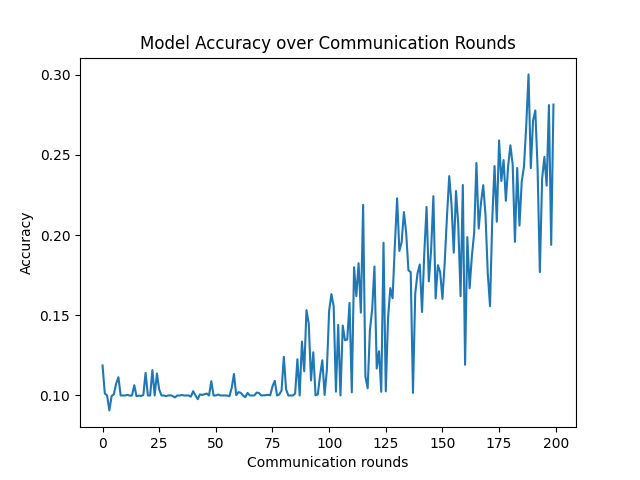 Model Accuracy over Communication Rounds
0.30
0.25
0.20
0.15
0.10
Accuracy
0 25 50 75 100 125 150 175 200
Communication rounds